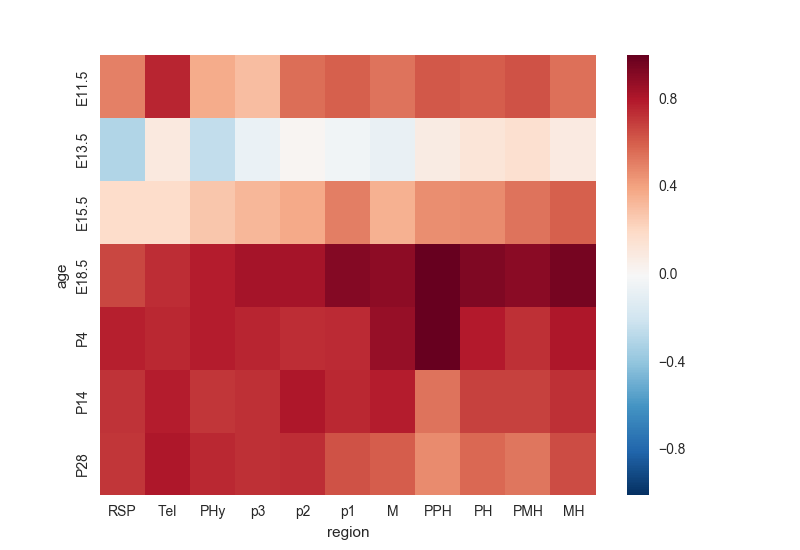 E11.5
E13.5
E15.5
E18.5
P4
P14
P28
age
RSP Tel PHy p3 p2 p1 M PPH PH PMH MH
region
0.8
0.4
0.0
−0.4
−0.8